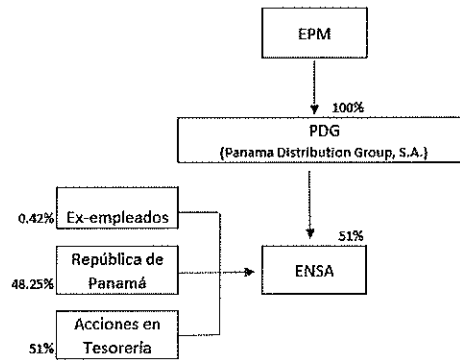 EPM
100%
PDG
(Panama Distribution Group, S.A.)
51%
ENSA
0.42%
Ex-empleados
48.25%
República de
Panamá
51%
Acciones en
Tesorería